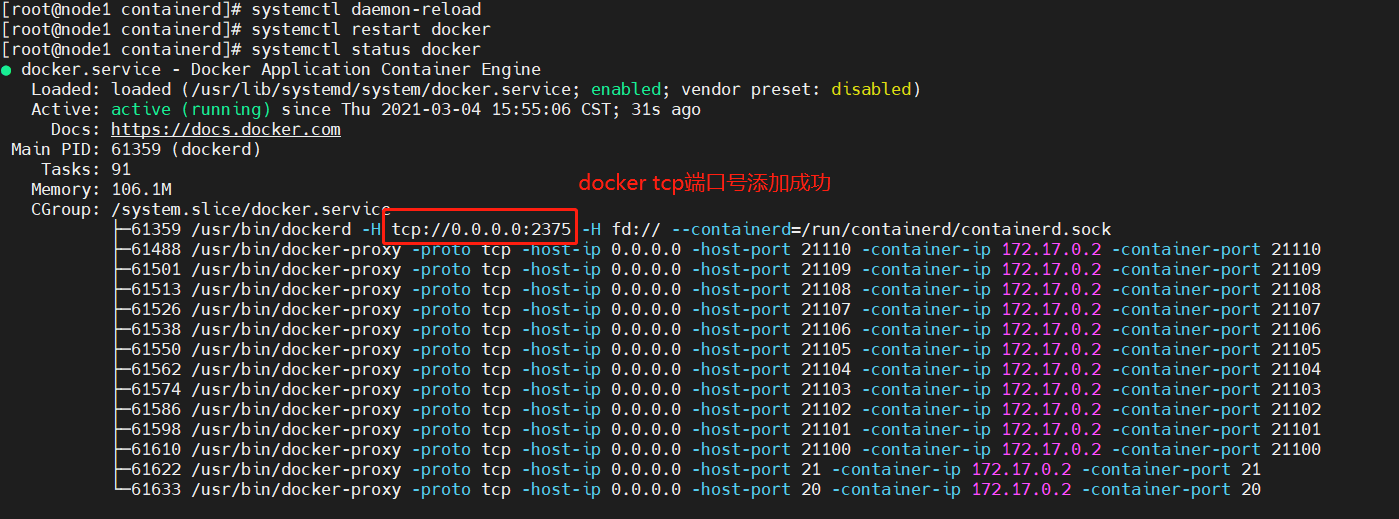 [root@node1 containerd]# systemctl daemon-reload
[root@node1 containerd]# systemctl restart docker
[root@node1 containerd]# systemctl status docker
● docker.service - Docker Application Container Engine
Loaded: loaded (/usr/lib/systemd/system/docker.service; enabled; vendor preset: disabled)
Active: active (running) since Thu 2021-03-04 15:55:06 CST; 31s ago
Docs: https://docs.docker.com
Main PID: 61359 (dockerd)
Tasks: 91
Memory: 106.1M
docker tcp端口号添加成功
CGroup: /system.slice/docker.service
├─61359 /usr/bin/dockerd -H tcp://0.0.0.0:2375 -H fd:// --containerd=/run/containerd/containerd.sock
├─61488 /usr/bin/docker-proxy -proto tcp -host-ip 0.0.0.0 -host-port 21110 -container-ip 172.17.0.2 -container-port 21110
├─61501 /usr/bin/docker-proxy -proto tcp -host-ip 0.0.0.0 -host-port 21109 -container-ip 172.17.0.2 -container-port 21109
├─61513 /usr/bin/docker-proxy -proto tcp -host-ip 0.0.0.0 -host-port 21108 -container-ip 172.17.0.2 -container-port 21108
├─61526 /usr/bin/docker-proxy -proto tcp -host-ip 0.0.0.0 -host-port 21107 -container-ip 172.17.0.2 -container-port 21107
├─61538 /usr/bin/docker-proxy -proto tcp -host-ip 0.0.0.0 -host-port 21106 -container-ip 172.17.0.2 -container-port 21106
├─61550 /usr/bin/docker-proxy -proto tcp -host-ip 0.0.0.0 -host-port 21105 -container-ip 172.17.0.2 -container-port 21105
├─61562 /usr/bin/docker-proxy -proto tcp -host-ip 0.0.0.0 -host-port 21104 -container-ip 172.17.0.2 -container-port 21104
├─61574 /usr/bin/docker-proxy -proto tcp -host-ip 0.0.0.0 -host-port 21103 -container-ip 172.17.0.2 -container-port 21103
├─61586 /usr/bin/docker-proxy -proto tcp -host-ip 0.0.0.0 -host-port 21102 -container-ip 172.17.0.2 -container-port 21102
├─61598 /usr/bin/docker-proxy -proto tcp -host-ip 0.0.0.0 -host-port 21101 -container-ip 172.17.0.2 -container-port 21101
├─61610 /usr/bin/docker-proxy -proto tcp -host-ip 0.0.0.0 -host-port 21100 -container-ip 172.17.0.2 -container-port 21100
├─61622 /usr/bin/docker-proxy -proto tcp -host-ip 0.0.0.0 -host-port 21 -container-ip 172.17.0.2 -container-port 21
└─61633 /usr/bin/docker-proxy -proto tcp -host-ip 0.0.0.0 -host-port 20 -container-ip 172.17.0.2 -container-port 20